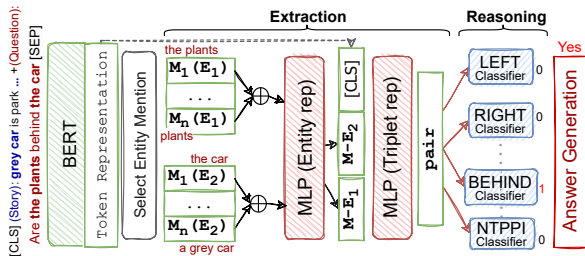 Extraction
Reasoning
[CLS] (Story): grey car is park ... +(Question):
Are the plants behind the car [SEP]
BERT
Token Representation
Select Entity Mention
the plants
M1(E1)
...
Mn(E1)
plants
the car
M1(E2)
...
Mn(E2)
a grey car
MLP (Entity rep)
[CLS]
M-E2
M-E1
MLP (Triplet rep)
pair
LEFT
Classifier
0
RIGHT
Classifier
0
BEHIND
Classifier
1
NTPPI
Classifier
0
Yes
Answer Generation